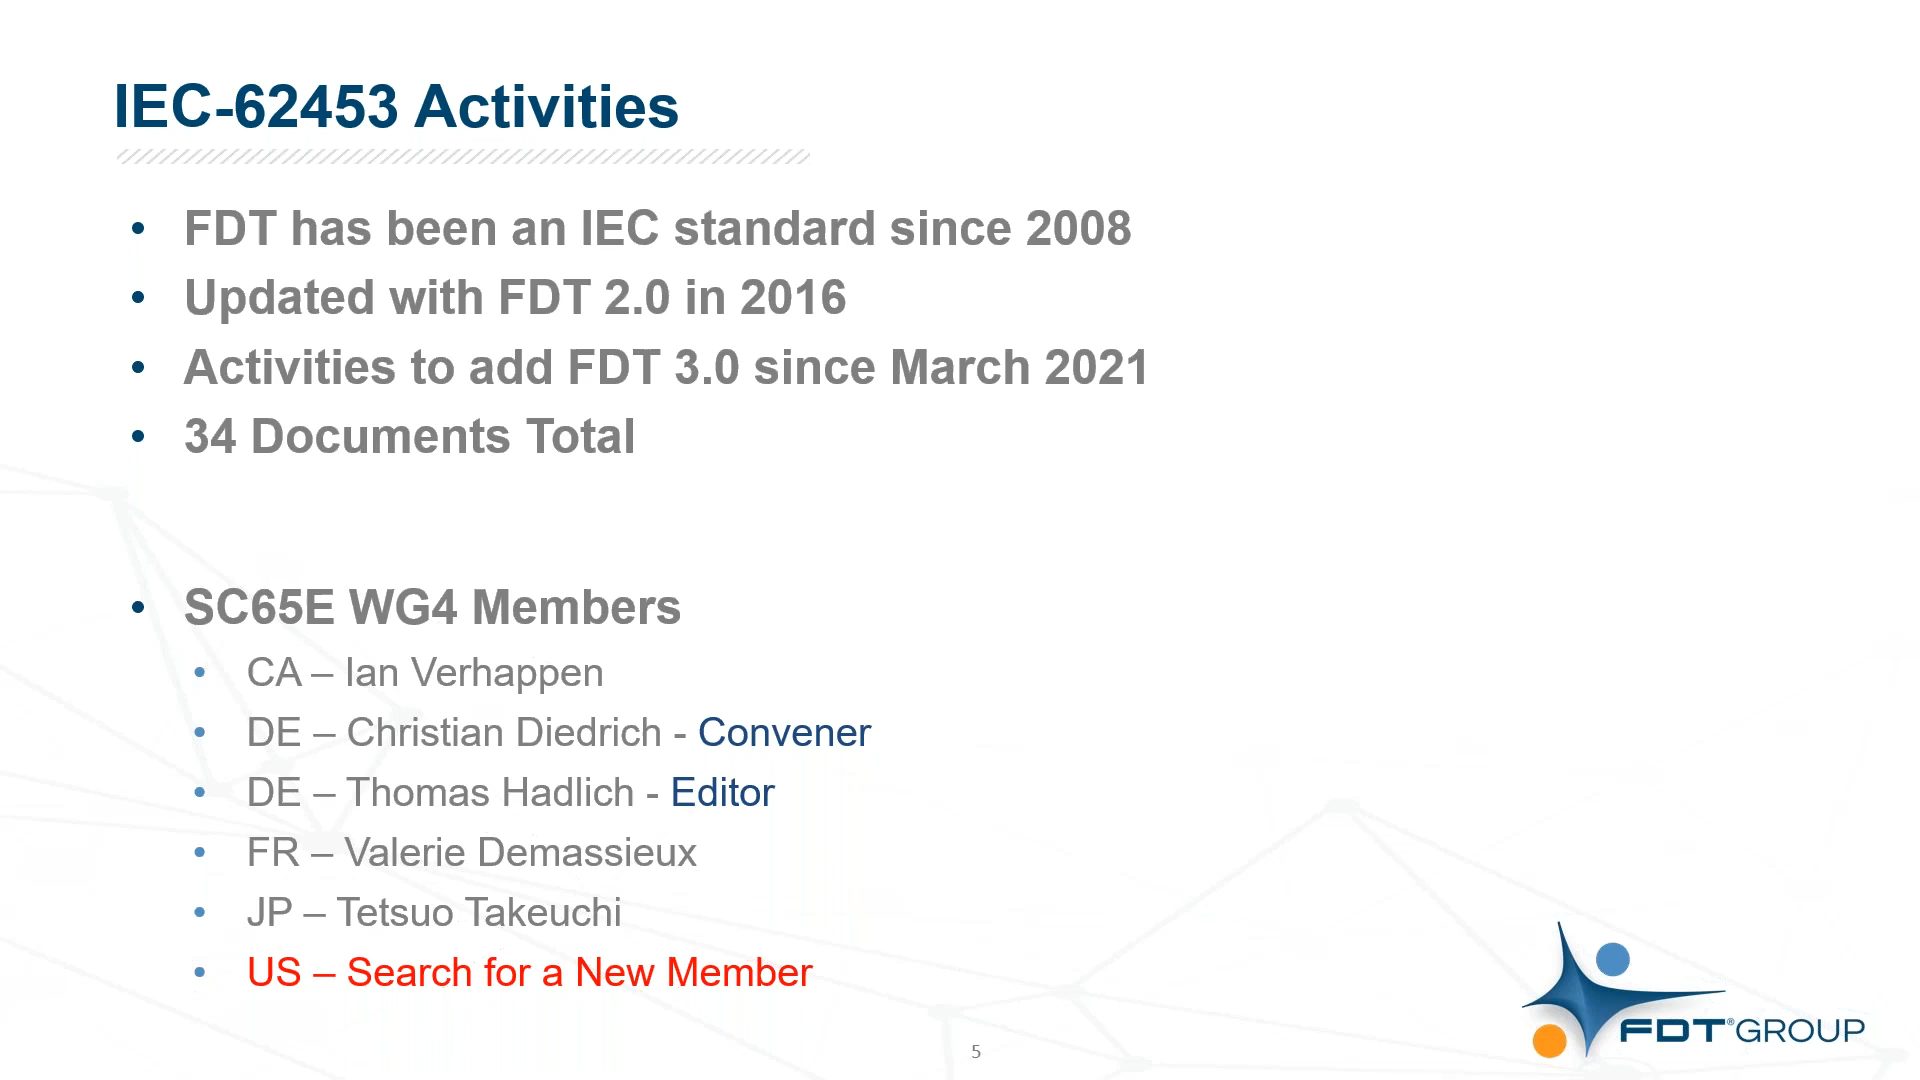 IEC-62453 Activities
• FDT has been an IEC standard since 2008
• Updated with FDT 2.0 in 2016
• Activities to add FDT 3.0 since March 2021
• 34 Documents Total
• SC65E WG4 Members
• CA – Ian Verhappen
• DE – Christian Diedrich - Convener
• DE – Thomas Hadlich - Editor
• FR – Valerie Demassieux
• JP – Tetsuo Takeuchi
• US – Search for a New Member
FDT®GROUP
5